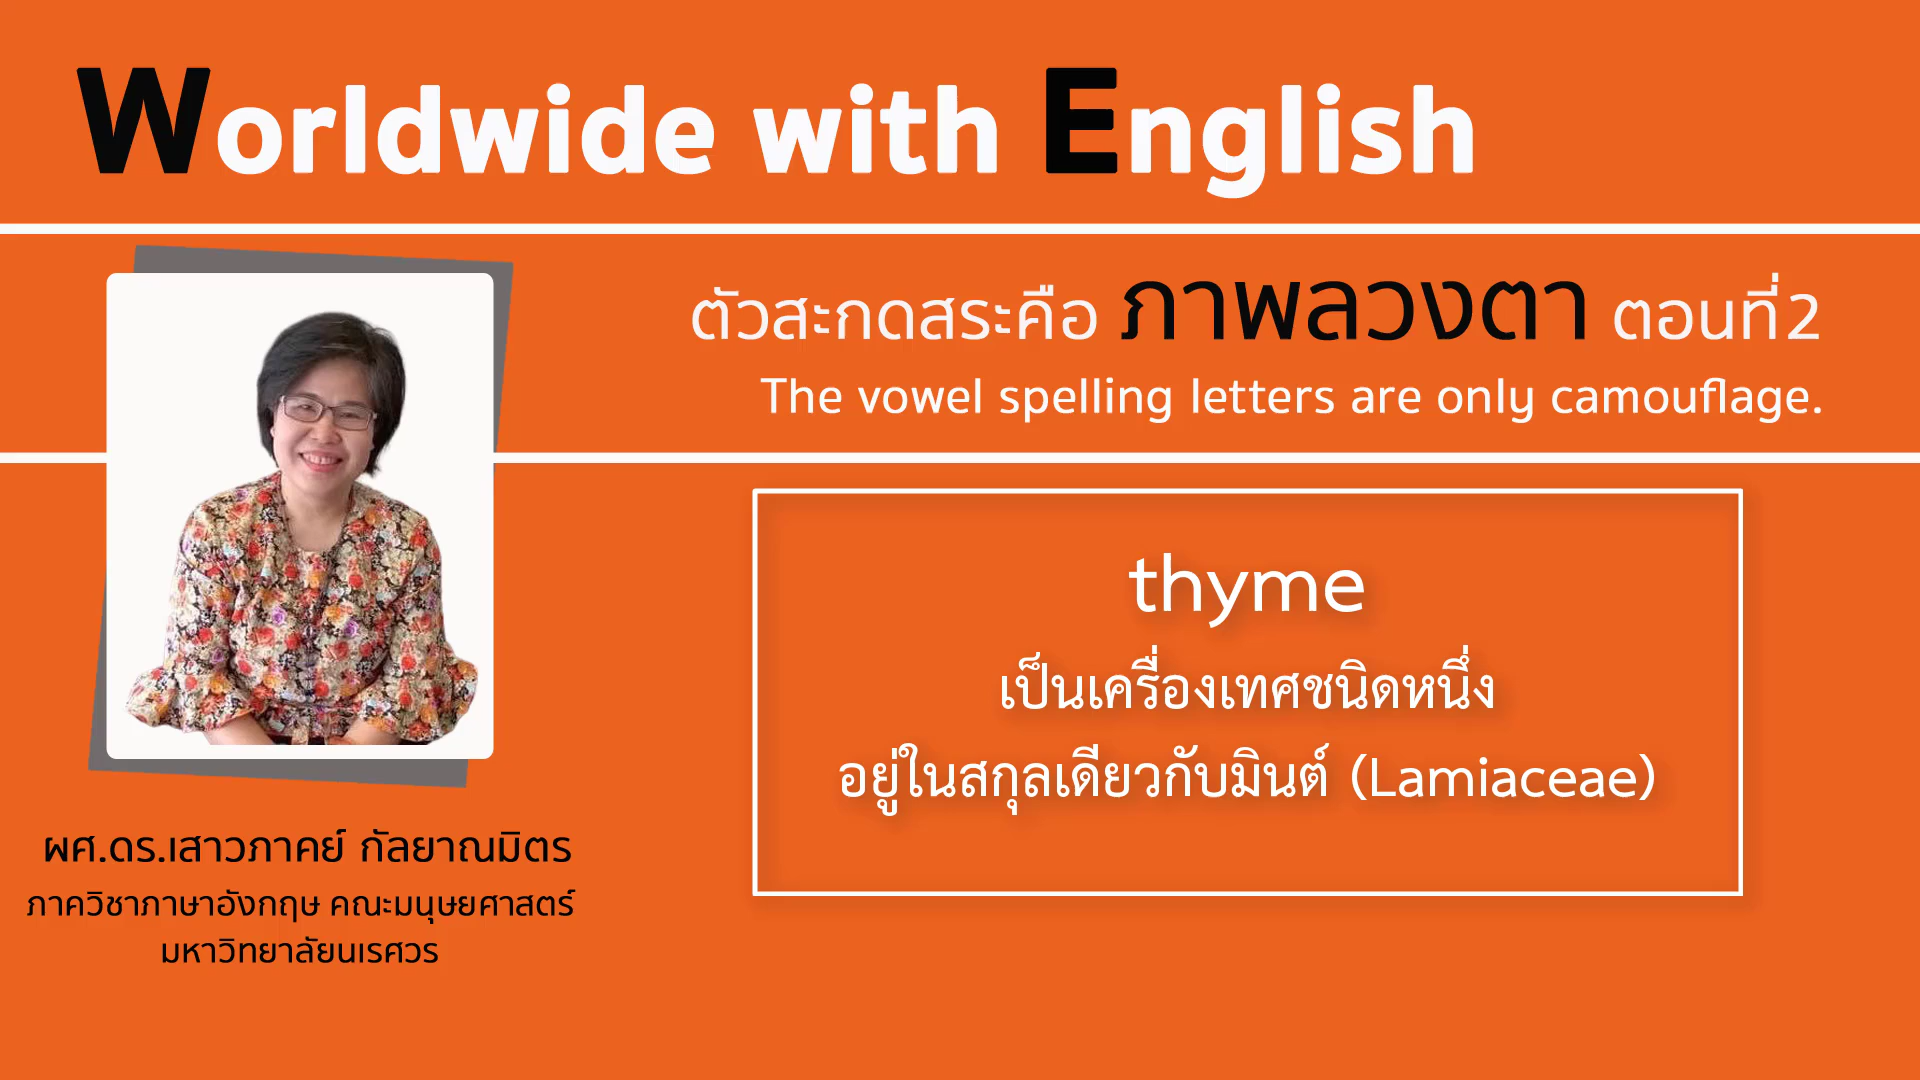 Worldwide with English
ตัวสะกดสระคือ ภาพลวงตา ตอนที่2
The vowel spelling letters are only camouflage.
thyme
เป็นเครื่องเทศชนิดหนึ่ง
อยู่ในสกุลเดียวกับมินต์ (Lamiaceae)
ผศ.ดร.เสาวภาคย์ กัลยาณมิตร
ภาควิชาภาษาอังกฤษ คณะมนุษยศาสตร์
มหาวิทยาลัยนเรศวร